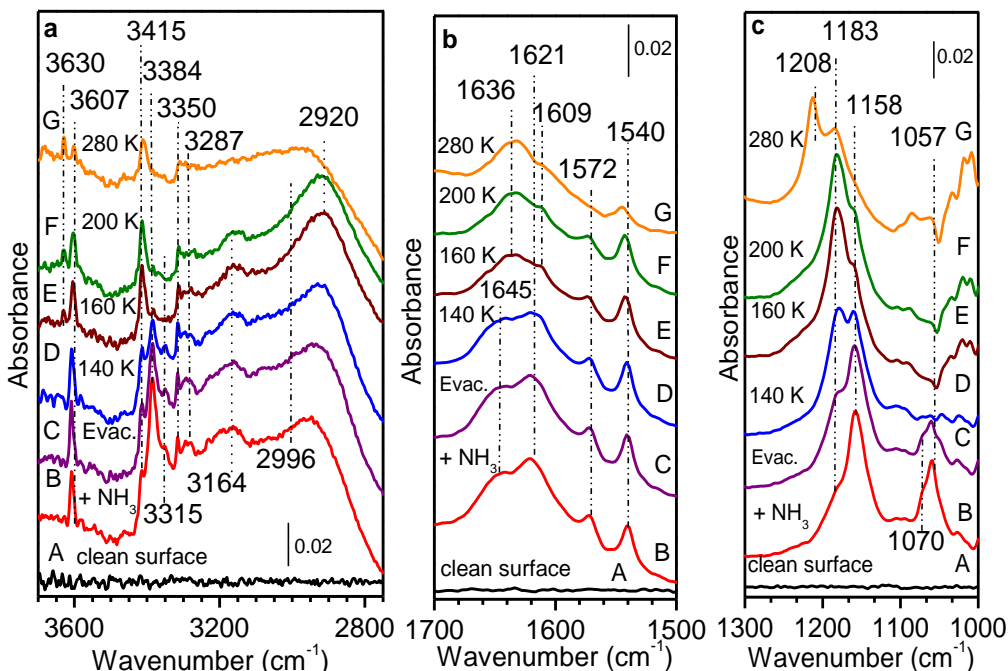 a
3415
3630
3384
3607
3350
3287
2920
G
280 K
F
200 K
E
160 K
D
140 K
C
Evac.
B
+ NH3
3315
3164
2996
A
clean surface
0.02
Absorbance
3600
3200
2800
Wavenumber (cm-1)
b
1621
0.02
1636
1609
1540
1572
280 K
G
200 K
F
160 K
1645
E
140 K
D
Evac.
C
+ NH3
B
clean surface
A
Absorbance
1700
1600
1500
Wavenumber (cm-1)
c
1183
1208
0.02
1158
1057
280 K
G
F
200 K
E
160 K
D
140 K
C
Evac.
B
+ NH3
1070
clean surface
A
Absorbance
1300
1200
1100
1000
Wavenumber (cm-1)